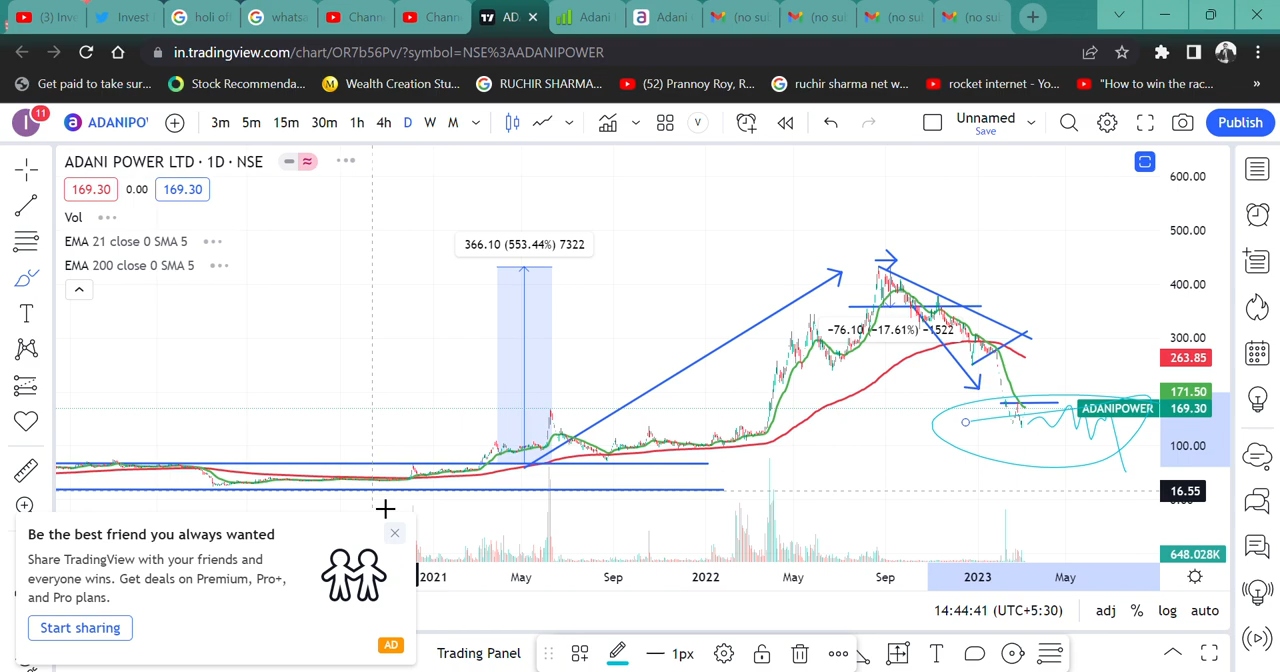 (3) Inv
Invest
holi of
whats
Chann
Chann
AD
Adani
Adani
(no su
(no su
(no su
(no su
in.tradingview.com/chart/OR7b56Pv/?symbol=NSE%3AADANIPOWER
Get paid to take sur...
Stock Recommenda...
Wealth Creation Stu...
RUCHIR SHARMA...
(52) Prannoy Roy, R...
ruchir sharma net w...
rocket internet - Yo...
"How to win the rac...
»
I 11
ADANIPO
3m 5m 15m 30m 1h 4h D W M
V
Unnamed
Save
Publish
ADANI POWER LTD · 1D · NSE
169.30 0.00 169.30
Vol
EMA 21 close 0 SMA 5
EMA 200 close 0 SMA 5
366.10 (553.44%) 7322
-76.10 (-17.61%) -1522
600.00
500.00
400.00
300.00
263.85
171.50
ADANIPOWER 169.30
100.00
16.55
648.028K
2021 May Sep 2022 May Sep 2023 May
14:44:41 (UTC+5:30) adj % log auto
Be the best friend you always wanted
Share TradingView with your friends and
everyone wins. Get deals on Premium, Pro+,
and Pro plans.
Start sharing
AD
Trading Panel
1px
T